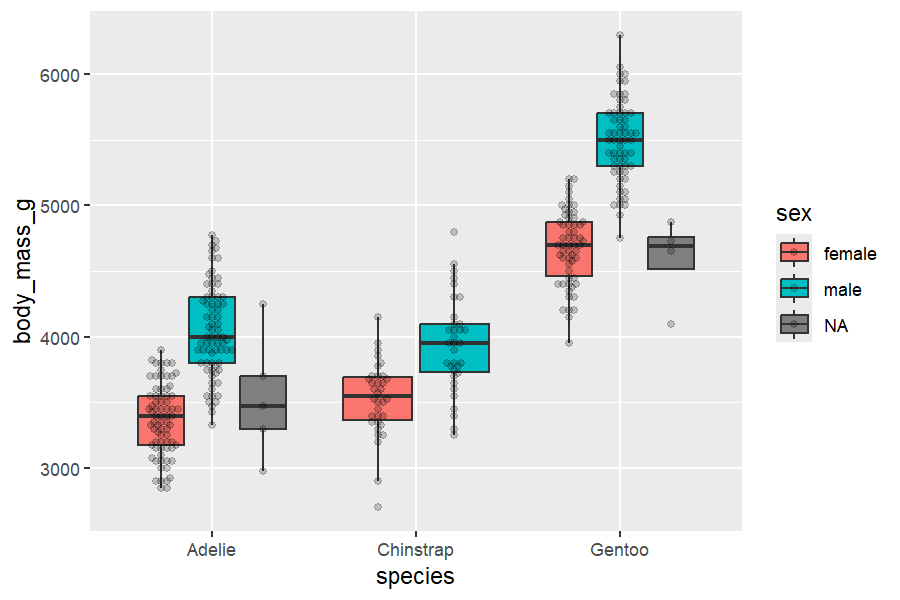 6000
5000
4000
3000
body_mass_g
Adelie
Chinstrap
Gentoo
species
sex
female
male
NA